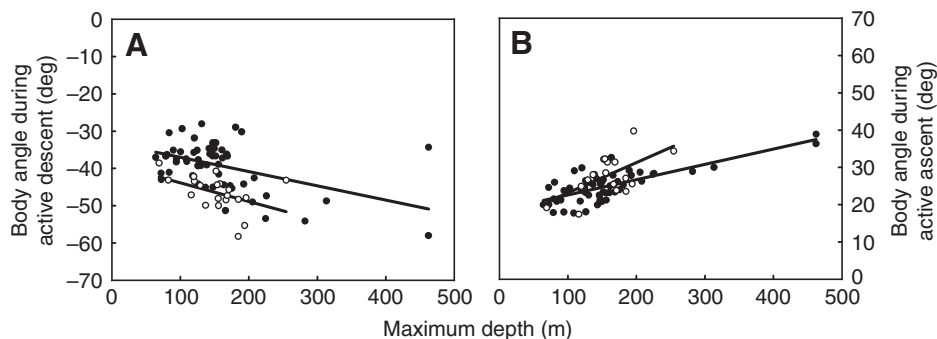 A
B
Body angle during
active descent (deg)
0
–10
–20
–30
–40
–50
–60
–70
0 100 200 300 400 500
0 100 200 300 400 500
70
60
50
40
30
20
10
0
Body angle during
active ascent (deg)
Maximum depth (m)